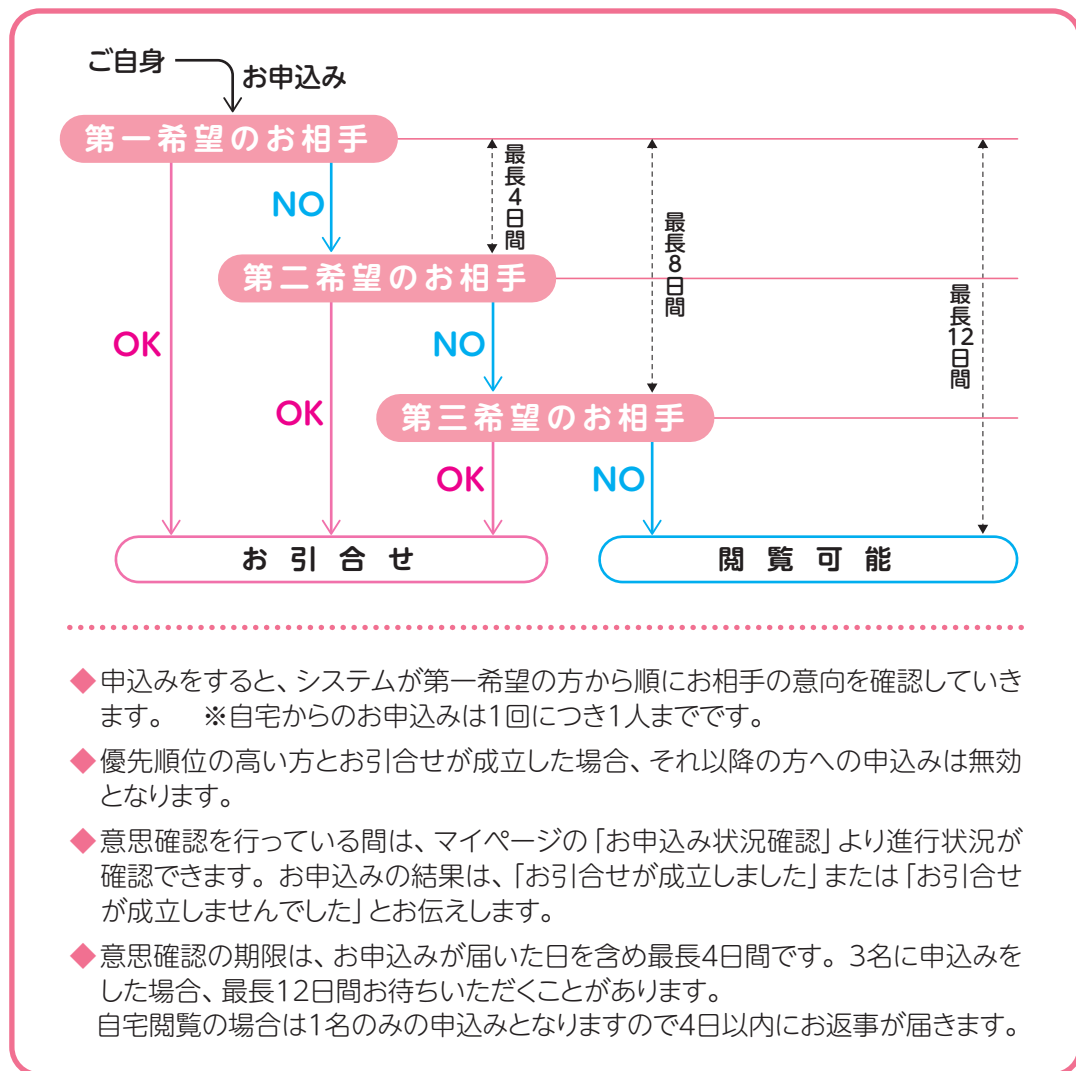 ご自身
お申込み
第一希望のお相手
NO
最長4日間
最長8日間
第二希望のお相手
最長12日間
OK
NO
OK
第三希望のお相手
OK
NO
お引合せ
閲覧可能
◆申込みをすると、システムが第一希望の方から順にお相手の意向を確認していき
ます。　※自宅からのお申込みは1回につき1人までです。
◆優先順位の高い方とお引合せが成立した場合、それ以降の方への申込みは無効
となります。
◆意思確認を行っている間は、マイページの「お申込み状況確認」より進行状況が
確認できます。お申込みの結果は、「お引合せが成立しました」または「お引合せ
が成立しませんでした」とお伝えします。
◆意思確認の期限は、お申込みが届いた日を含め最長4日間です。3名に申込みを
した場合、最長12日間お待ちいただくことがあります。
自宅閲覧の場合は1名のみの申込みとなりますので4日以内にお返事が届きます。